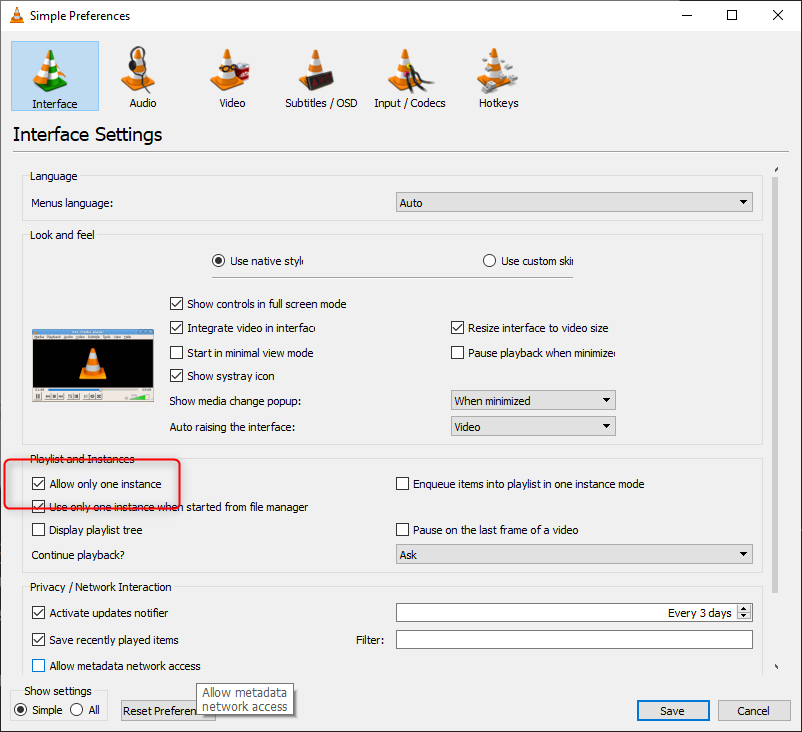 Simple Preferences
Interface
Audio
Video
Subtitles / OSD
Input / Codecs
Hotkeys
Interface Settings
Language
Menus language:
Auto
Look and feel
Use native style
Use custom ski
Show controls in full screen mode
Integrate video in interface
Resize interface to video size
Start in minimal view mode
Pause playback when minimized
Show systray icon
Show media change popup:
When minimized
Auto raising the interface:
Video
Playlist and Instances
Allow only one instance
Enqueue items into playlist in one instance mode
Use only one instance when started from file manager
Display playlist tree
Pause on the last frame of a video
Continue playback?
Ask
Privacy / Network Interaction
Activate updates notifier
Every 3 days
Save recently played items
Filter:
Allow metadata network access
Show settings
Simple
All
Reset Preferen
Allow metadata
network access
Save
Cancel